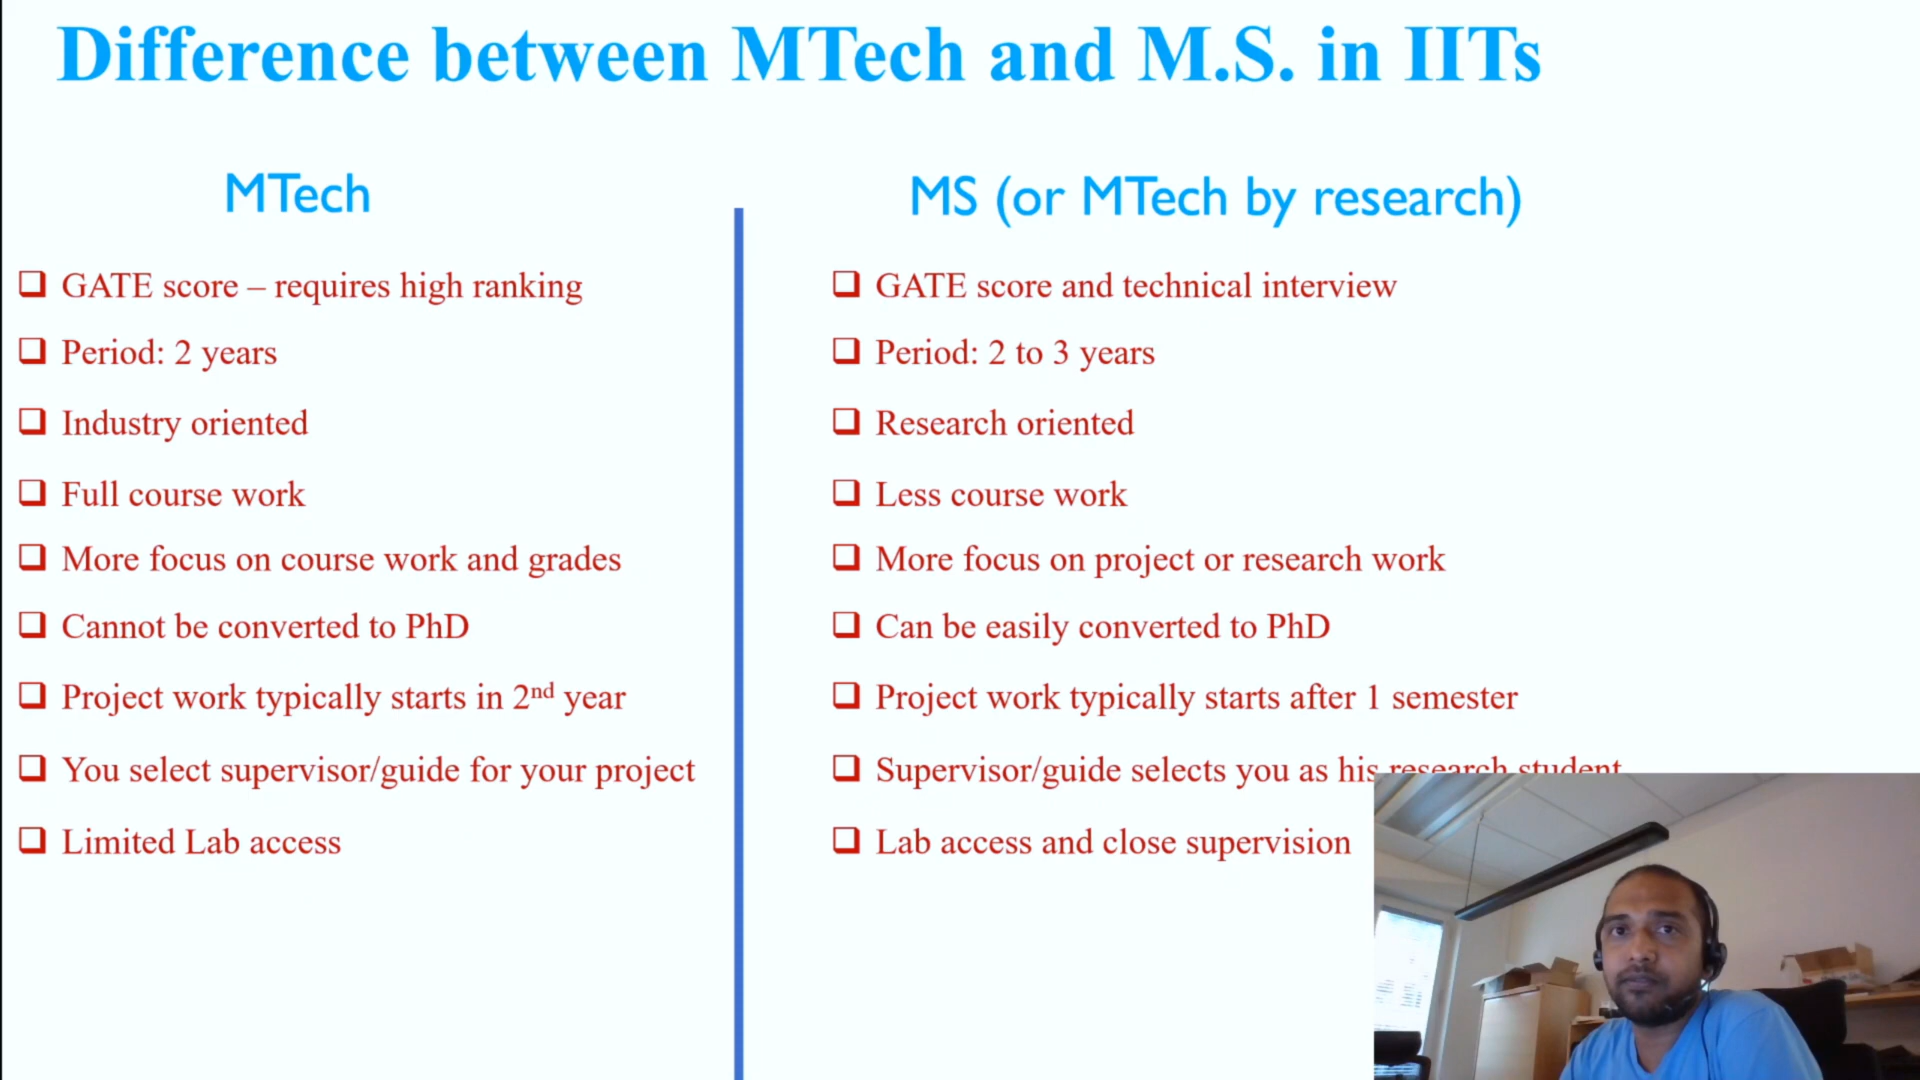 Difference between MTech and M.S. in IITs
MTech
GATE score – requires high ranking
Period: 2 years
Industry oriented
Full course work
More focus on course work and grades
Cannot be converted to PhD
Project work typically starts in 2nd year
You select supervisor/guide for your project
Limited Lab access
MS (or MTech by research)
GATE score and technical interview
Period: 2 to 3 years
Research oriented
Less course work
More focus on project or research work
Can be easily converted to PhD
Project work typically starts after 1 semester
Supervisor/guide selects you as his research student
Lab access and close supervision